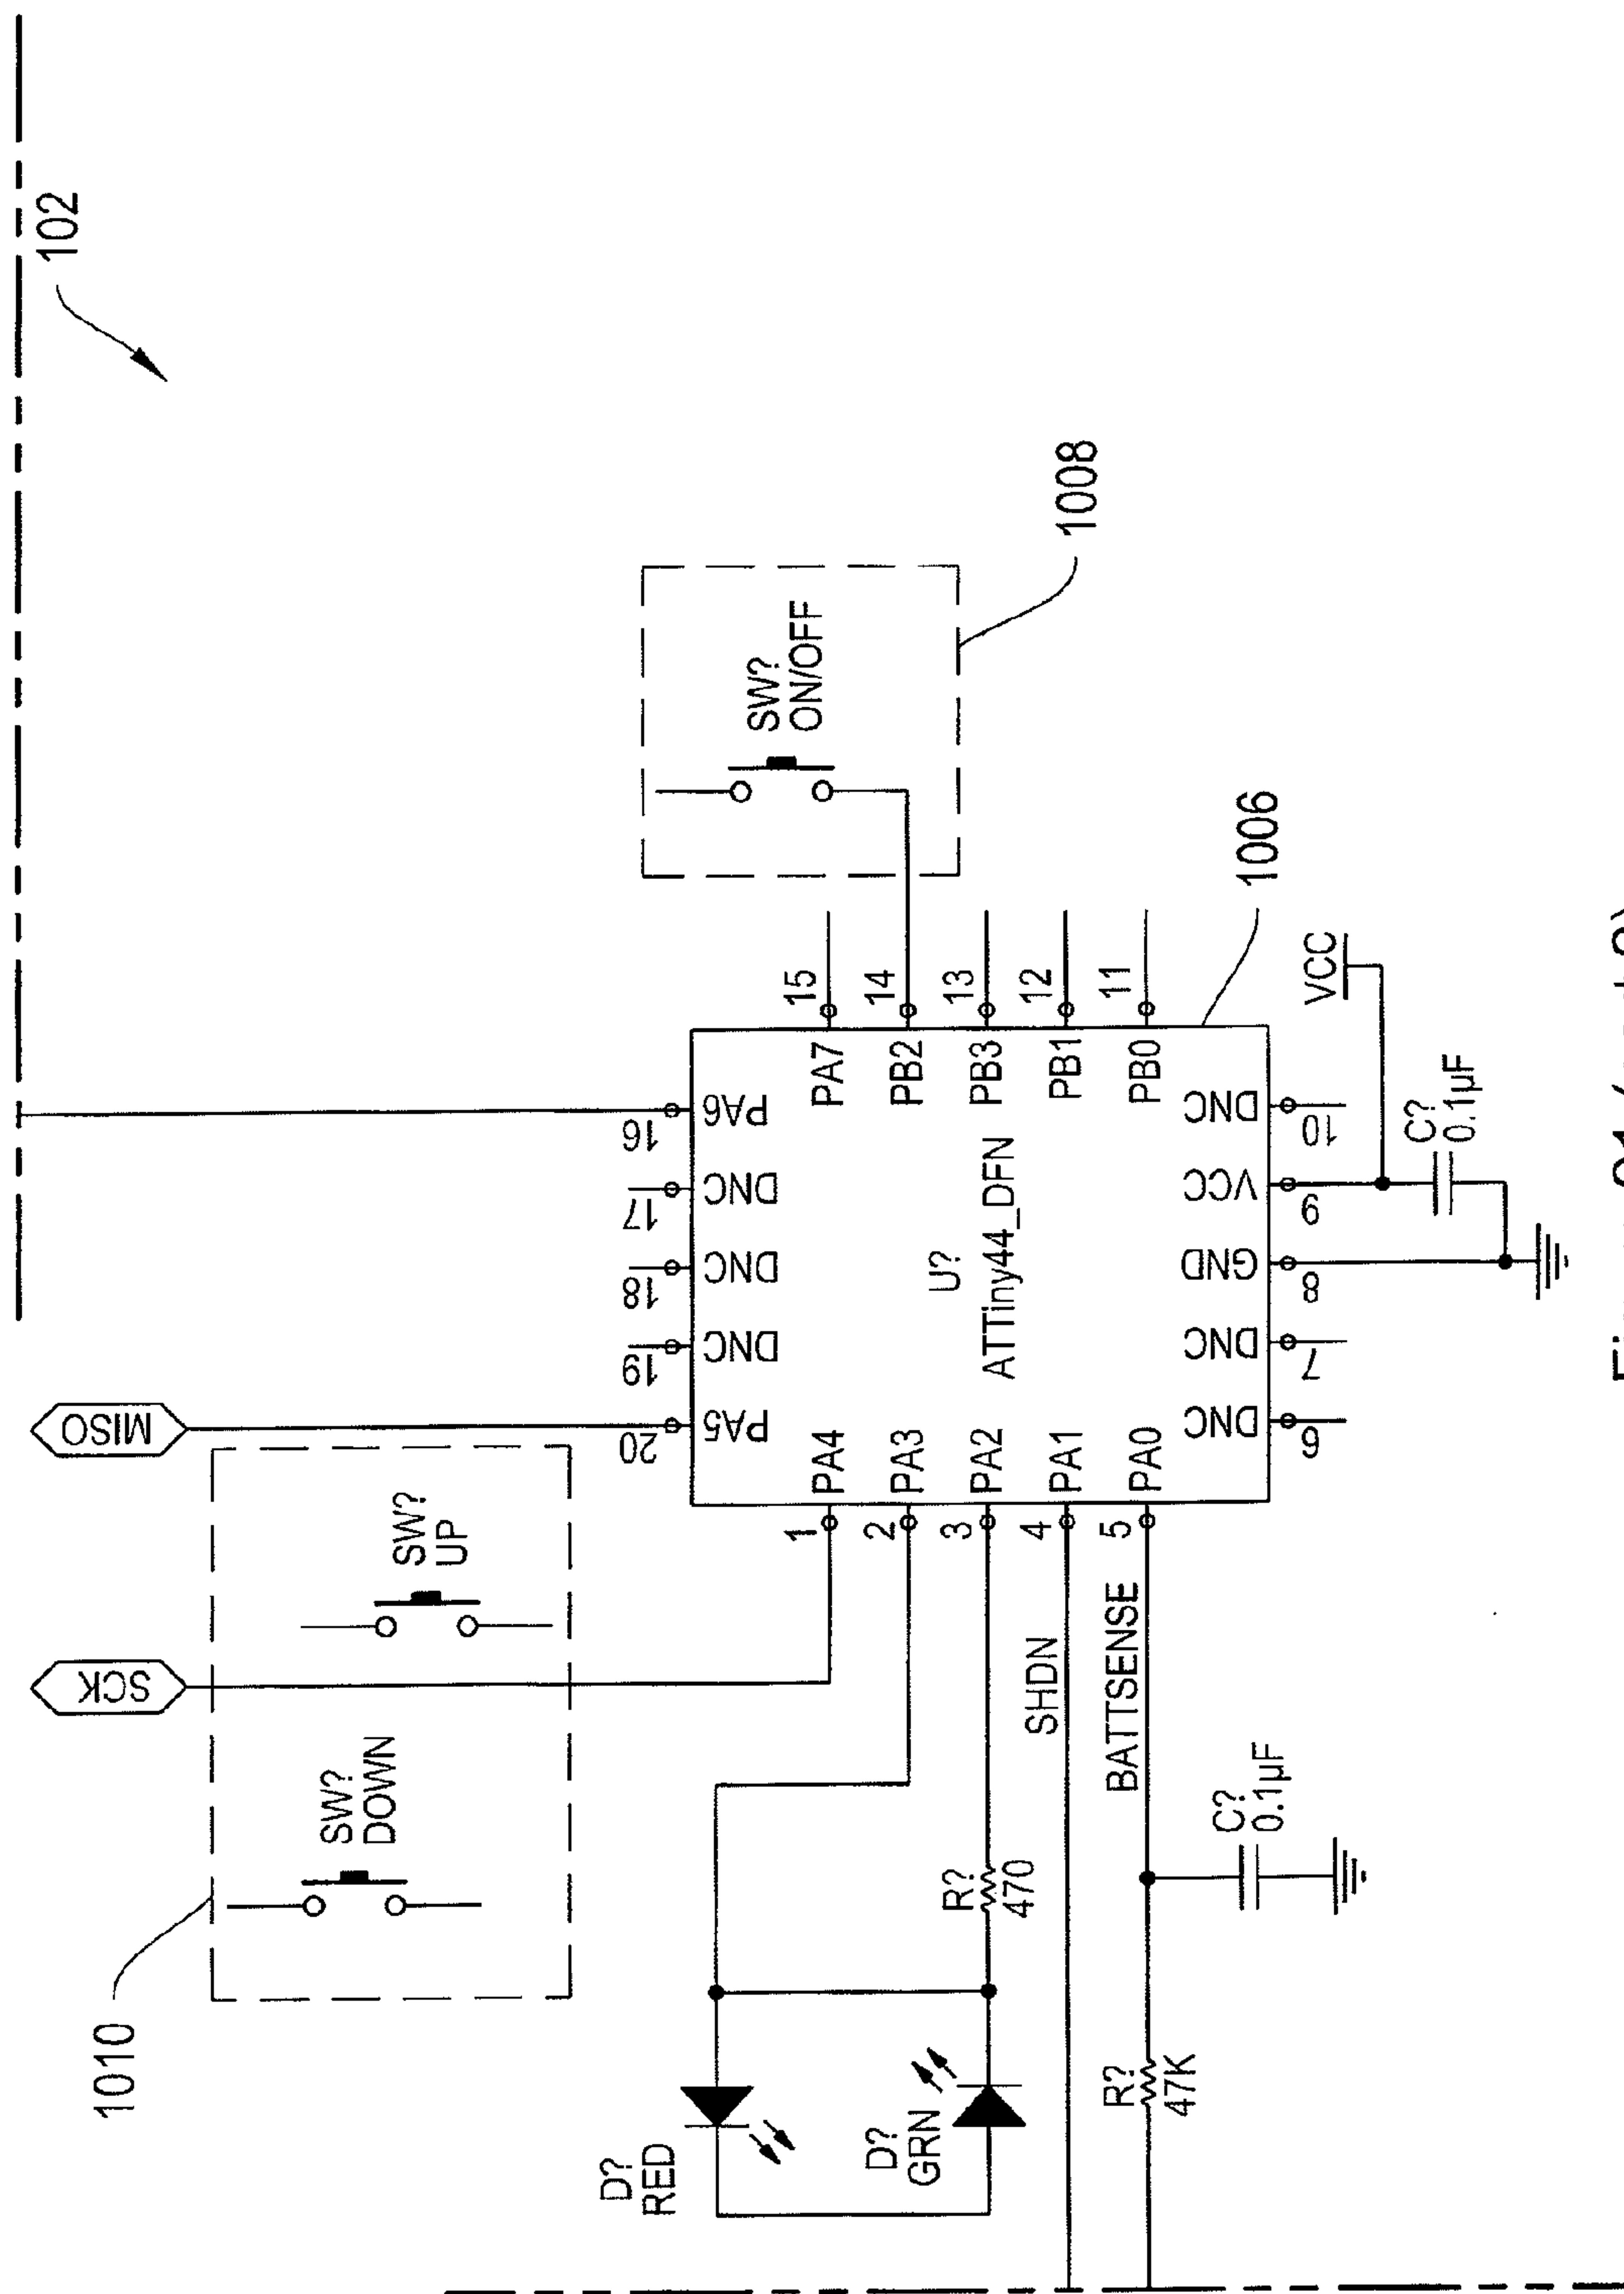 102
MISO
SCK
1010
SW?
DOWN
SW?
UP
SW?
ON/OFF
1008
D?
RED
D?
GRN
R?
470
SHDN
BATTSENSE
R?
47K
C?
0.1µF
1
PA4
2
PA3
3
PA2
4
PA1
5
PA0
20
PA5
19
DNC
18
DNC
17
DNC
16
PA6
U?
ATTiny44_DFN
15
PA7
14
PB2
13
PB3
12
PB1
11
PB0
6
DNC
7
DNC
8
GND
9
VCC
10
DNC
1006
VCC
C?
0.1µF